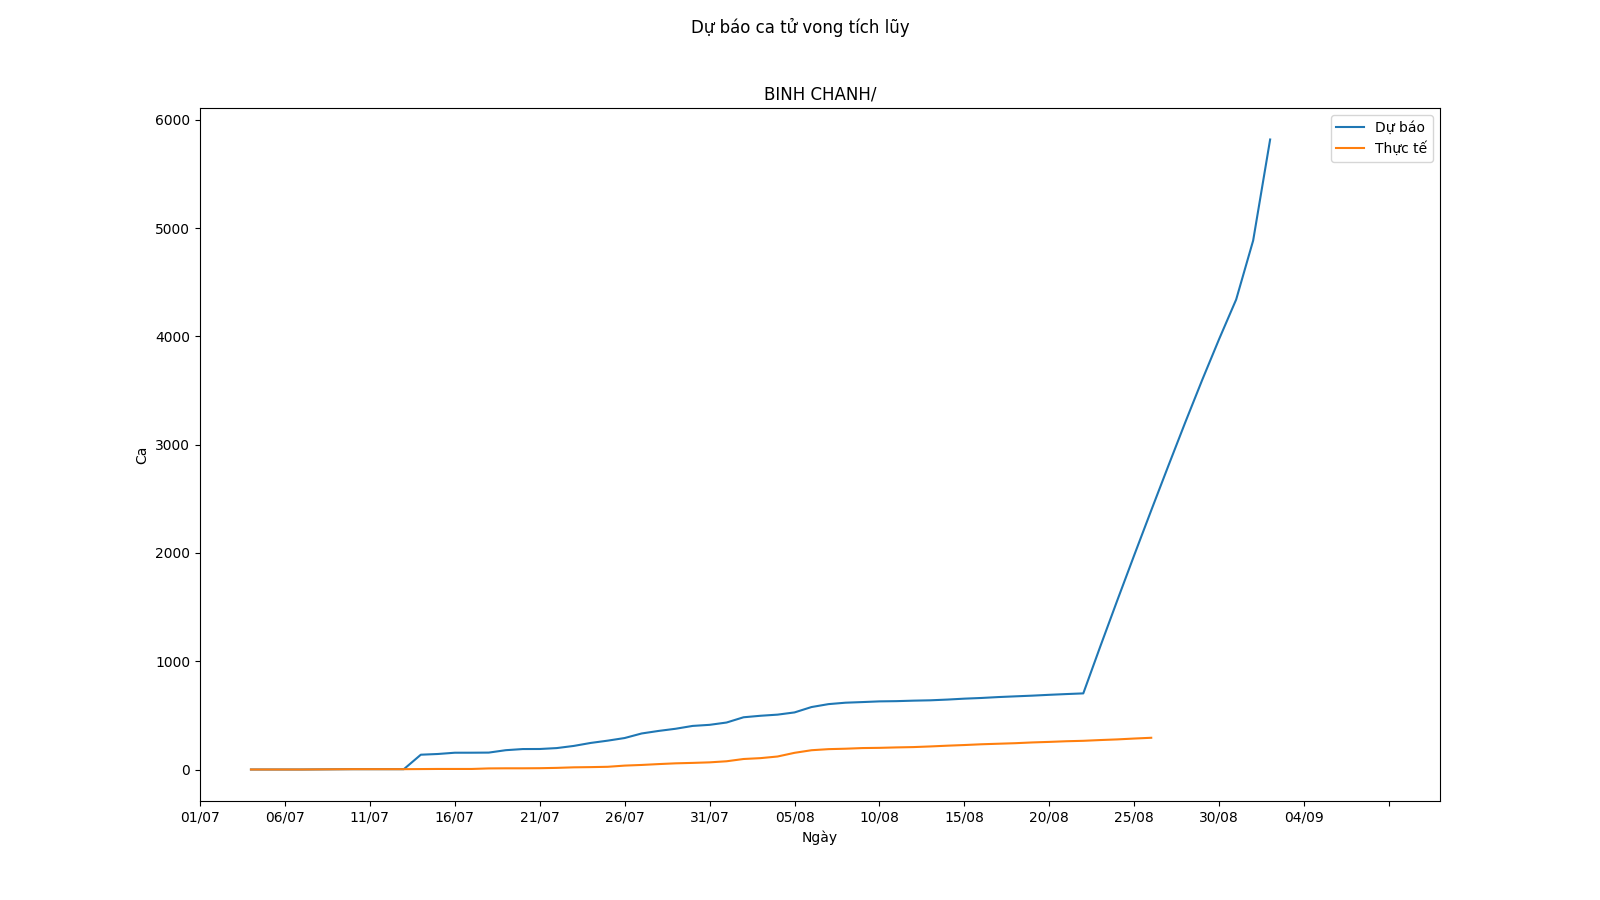 Dự báo ca tử vong tích lũy
BINH CHANH/
Dự báo
Thực tế
6000
5000
4000
3000
2000
1000
0
Ca
01/07 06/07 11/07 16/07 21/07 26/07 31/07 05/08 10/08 15/08 20/08 25/08 30/08 04/09
Ngày